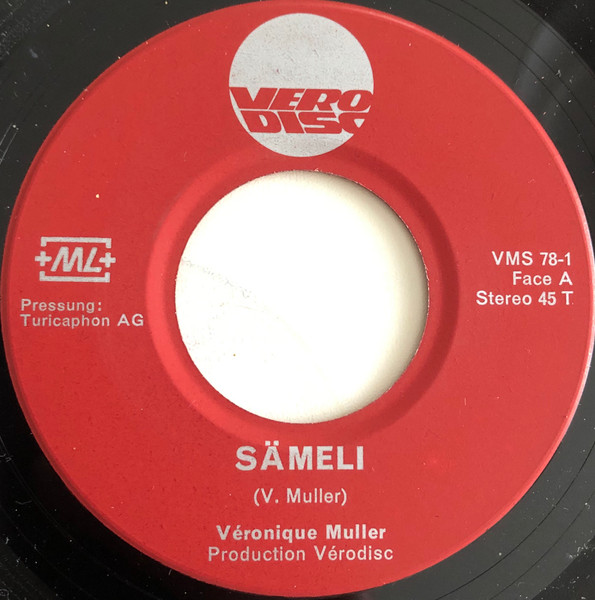 VERO
DISC
+ML+
Pressung:
Turicaphon AG
VMS 78-1
Face A
Stereo 45 T
SÄMELI
(V. Muller)
Véronique Muller
Production Vérodisc